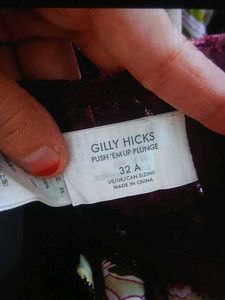 GILLY HICKS
PUSH 'EM UP PLUNGE
32 A
US/UK/CAN SIZING
MADE IN CHINA